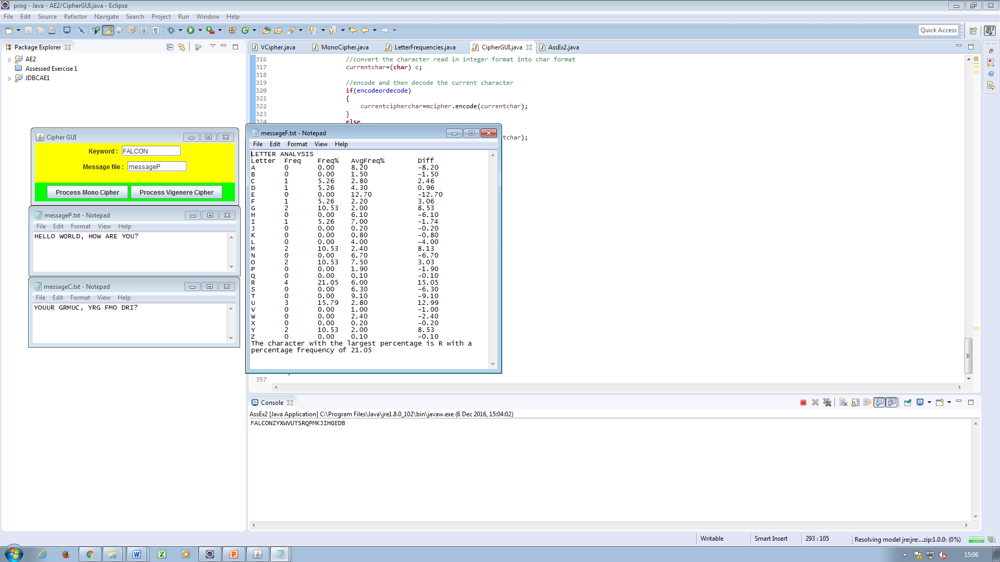 prog - Java - AE2/CipherGUI.java - Eclipse
File Edit Source Refactor Navigate Search Project Run Window Help
Quick Access
Package Explorer
AE2
Assessed Exercise 1
JDBCAE1
VCipher.java MonoCipher.java LetterFrequencies.java CipherGUI.java AssEx2.java
316 //convert the character read in integer format into char format
317 currentchar=(char) c;
318
319 //encode and then decode the current character
320 if(encodeordecode)
321 {
322 currentcipherchar=mcipher.encode(currentchar);
323 }
324 else
tchar);
357
Cipher GUI
Keyword : FALCON
Message file : messageP
Process Mono Cipher Process Vigenere Cipher
messageP.txt - Notepad
File Edit Format View Help
HELLO WORLD, HOW ARE YOU?
messageC.txt - Notepad
File Edit Format View Help
YOUUR GRMUC, YRG FMO DRI?
messageF.txt - Notepad
File Edit Format View Help
LETTER ANALYSIS
Letter Freq Freq% AvgFreq% Diff
A 0 0.00 8.20 -8.20
B 0 0.00 1.50 -1.50
C 1 5.26 2.80 2.46
D 1 5.26 4.30 0.96
E 0 0.00 12.70 -12.70
F 1 5.26 2.20 3.06
G 2 10.53 2.00 8.53
H 0 0.00 6.10 -6.10
I 1 5.26 7.00 -1.74
J 0 0.00 0.20 -0.20
K 0 0.00 0.80 -0.80
L 0 0.00 4.00 -4.00
M 2 10.53 2.40 8.13
N 0 0.00 6.70 -6.70
O 2 10.53 7.50 3.03
P 0 0.00 1.90 -1.90
Q 0 0.00 0.10 -0.10
R 4 21.05 6.00 15.05
S 0 0.00 6.30 -6.30
T 0 0.00 9.10 -9.10
U 3 15.79 2.80 12.99
V 0 0.00 1.00 -1.00
W 0 0.00 2.40 -2.40
X 0 0.00 0.20 -0.20
Y 2 10.53 2.00 8.53
Z 0 0.00 0.10 -0.10
The character with the largest percentage is R with a
percentage frequency of 21.05
Console
AssEx2 [Java Application] C:\Program Files\Java\jre1.8.0_102\bin\javaw.exe (6 Dec 2016, 15:04:02)
FALCONZYXWVUTSRQPMKJIHGEDB
Writable Smart Insert 293 : 105 Resolving model jre:jre:...zip:1.0.0: (0%)
15:06